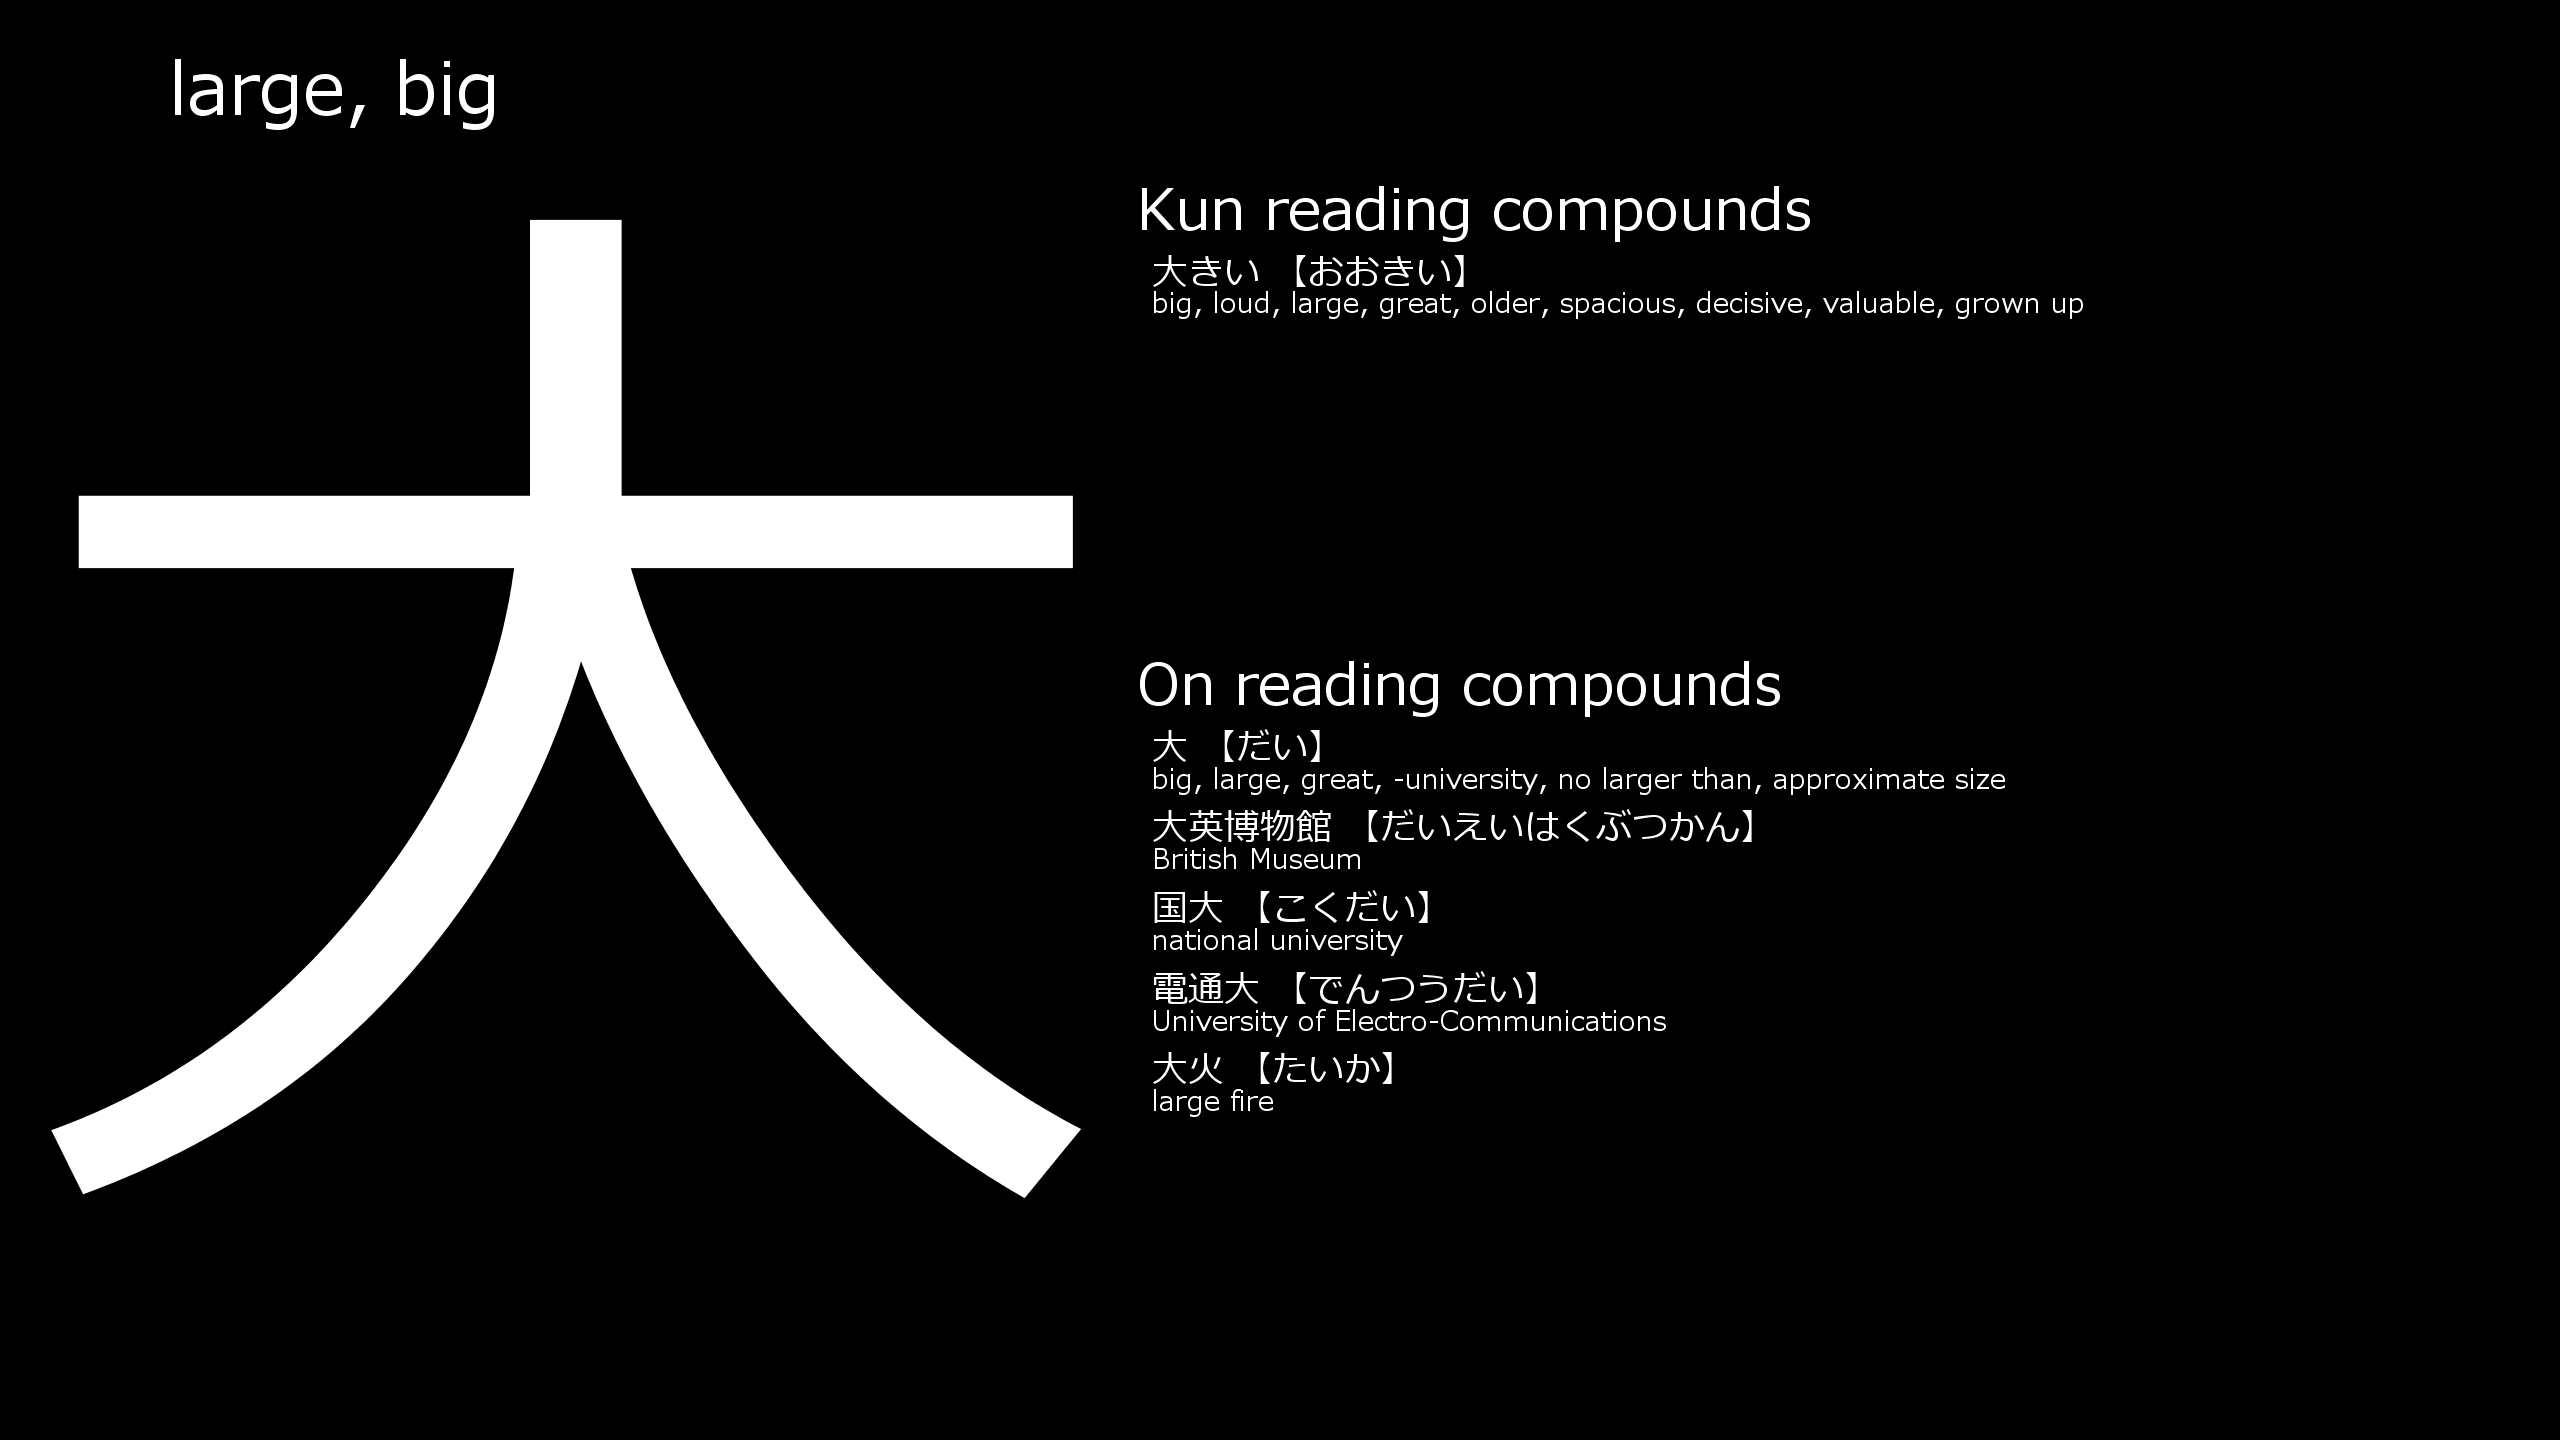 large, big
大
Kun reading compounds
大きい 【おおきい】
big, loud, large, great, older, spacious, decisive, valuable, grown up
On reading compounds
大 【だい】
big, large, great, -university, no larger than, approximate size
大英博物館 【だいえいはくぶつかん】
British Museum
国大 【こくだい】
national university
電通大 【でんつうだい】
University of Electro-Communications
大火 【たいか】
large fire